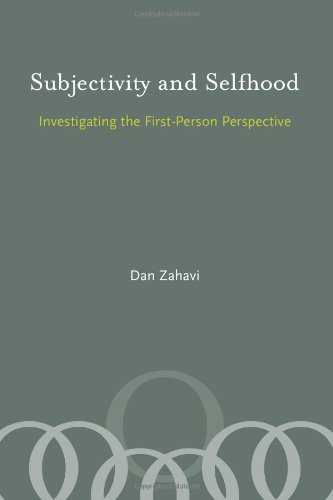 Subjectivity and Selfhood
Investigating the First-Person Perspective
Dan Zahavi